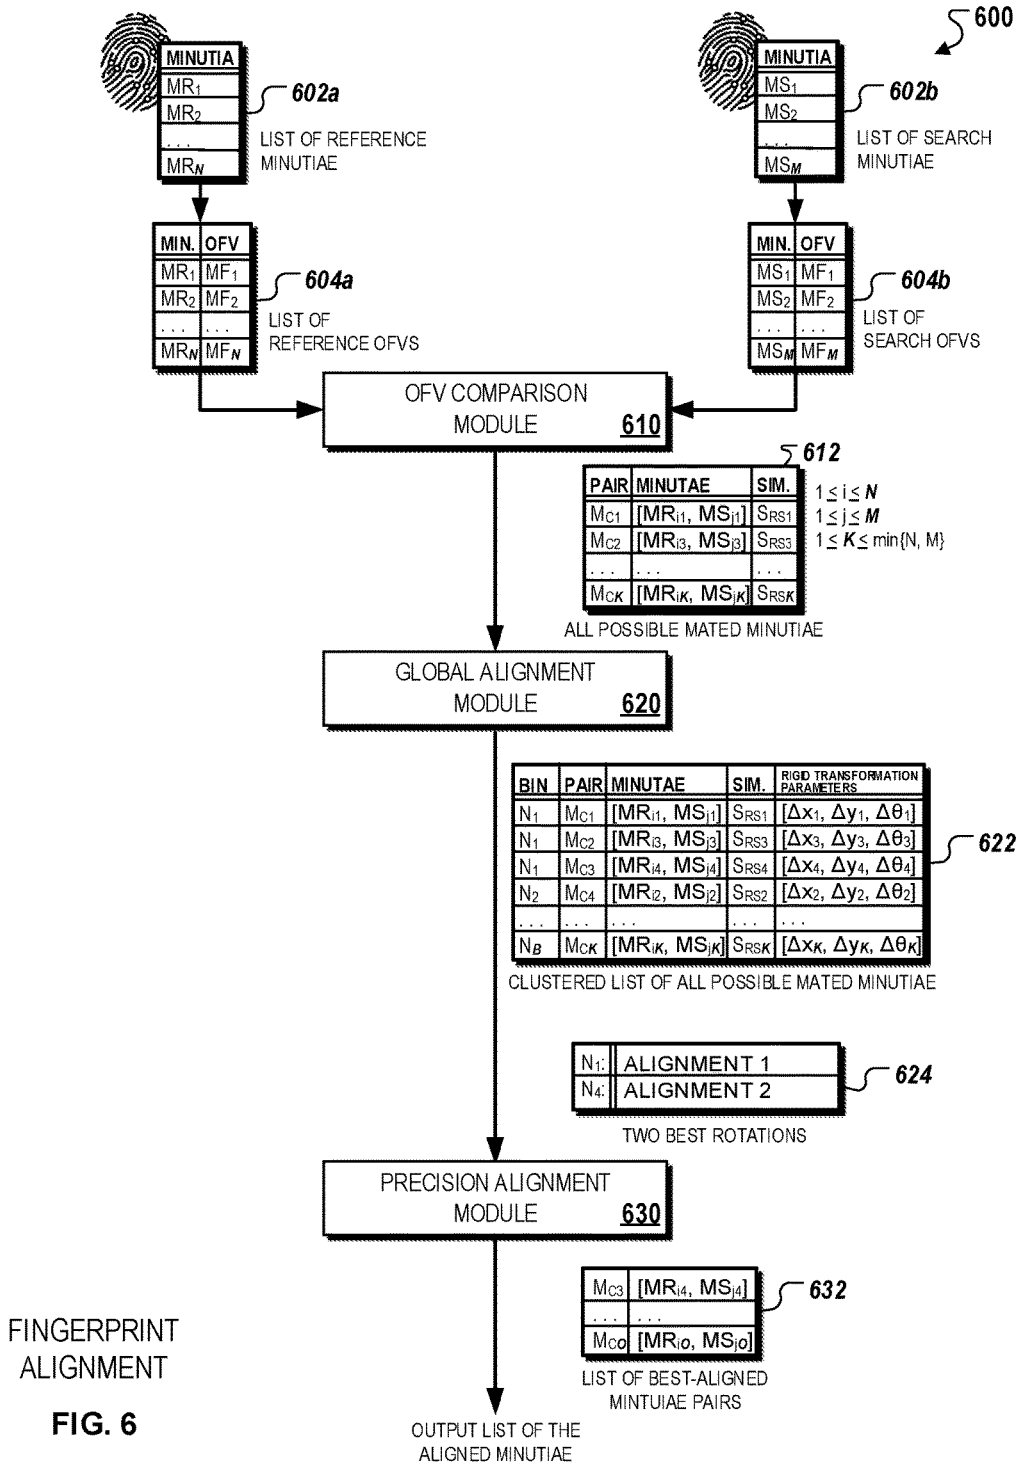 600
MINUTIA
MR1
MR2
. . .
MRN
602a
LIST OF REFERENCE
MINUTIAE
MINUTIA
MS1
MS2
. . .
MSM
602b
LIST OF SEARCH
MINUTIAE
MIN. OFV
MR1 MF1
MR2 MF2
. . . . . .
MRN MFN
604a
LIST OF
REFERENCE OFVS
MIN. OFV
MS1 MF1
MS2 MF2
. . . . . .
MSM MFM
604b
LIST OF
SEARCH OFVS
OFV COMPARISON
MODULE 610
612
PAIR MINUTAE SIM.
MC1 [MRi1, MSj1] SRS1
MC2 [MRi3, MSj3] SRS3
. . . . . . . . .
MCK [MRiK, MSjK] SRSK
1 ≤ i ≤ N
1 ≤ j ≤ M
1 ≤ K ≤ min{N, M}
ALL POSSIBLE MATED MINUTIAE
GLOBAL ALIGNMENT
MODULE 620
BIN PAIR MINUTAE SIM. RIGID TRANSFORMATION PARAMETERS
N1 MC1 [MRi1, MSj1] SRS1 [Δx1, Δy1, Δθ1]
N1 MC2 [MRi3, MSj3] SRS3 [Δx3, Δy3, Δθ3]
N1 MC3 [MRi4, MSj4] SRS4 [Δx4, Δy4, Δθ4]
N2 MC4 [MRi2, MSj2] SRS2 [Δx2, Δy2, Δθ2]
. . . . . . . . . . . . . . .
NB MCK [MRiK, MSjK] SRSK [ΔxK, ΔyK, ΔθK]
622
CLUSTERED LIST OF ALL POSSIBLE MATED MINUTIAE
N1: ALIGNMENT 1
N4: ALIGNMENT 2
624
TWO BEST ROTATIONS
PRECISION ALIGNMENT
MODULE 630
MC3 [MRi4, MSj4]
. . . . . .
MCO [MRiO, MSjO]
632
LIST OF BEST-ALIGNED
MINTUIAE PAIRS
FINGERPRINT
ALIGNMENT
FIG. 6
OUTPUT LIST OF THE
ALIGNED MINUTIAE